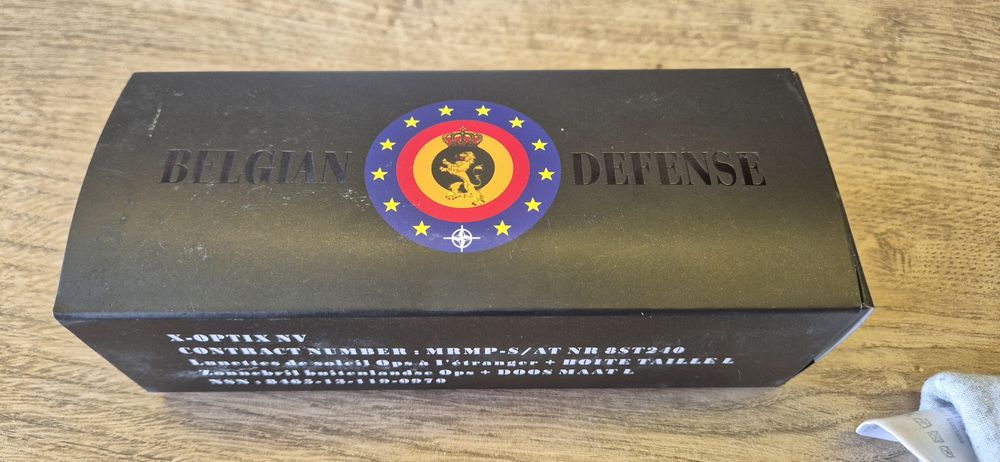 BELGIAN DEFENSE
X-OPTIX NV
CONTRACT NUMBER : MRMP-S/AT NR 8ST240
Lunettes de soleil Ops à l'étranger + BOITE TAILLE L
Zonnebril Buitenlandse Ops + DOOS MAAT L
NSN : 8465-13-119-0070